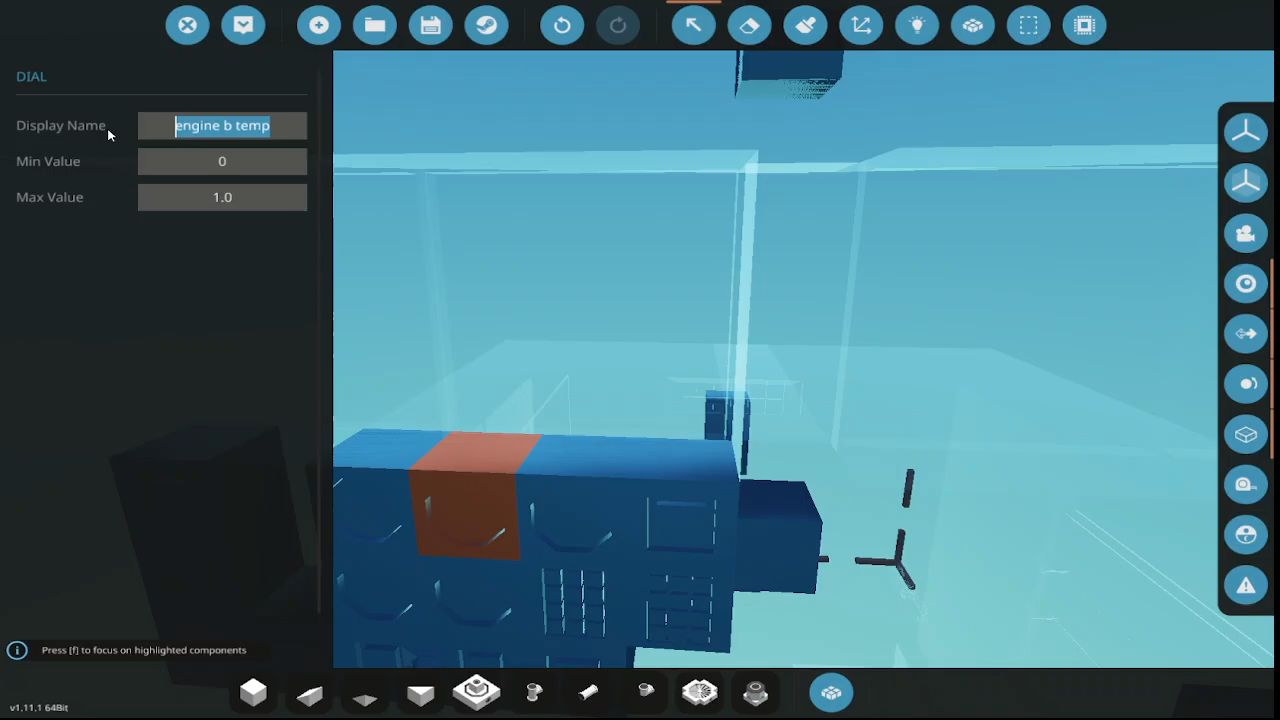 DIAL
Display Name engine b temp
Min Value 0
Max Value 1.0
Press [f] to focus on highlighted components
v1.11.1 64Bit